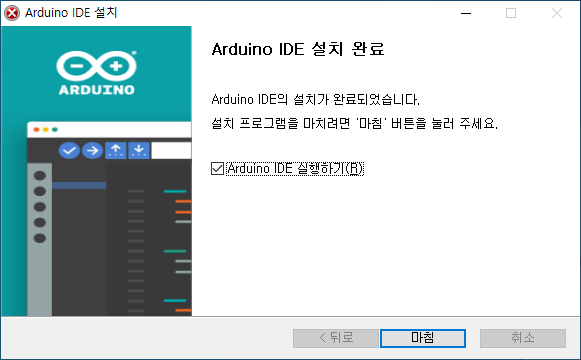 Arduino IDE 설치
ARDUINO
Arduino IDE 설치 완료
Arduino IDE의 설치가 완료되었습니다.
설치 프로그램을 마치려면 '마침' 버튼을 눌러 주세요.
Arduino IDE 실행하기(R)
< 뒤로
마침
취소